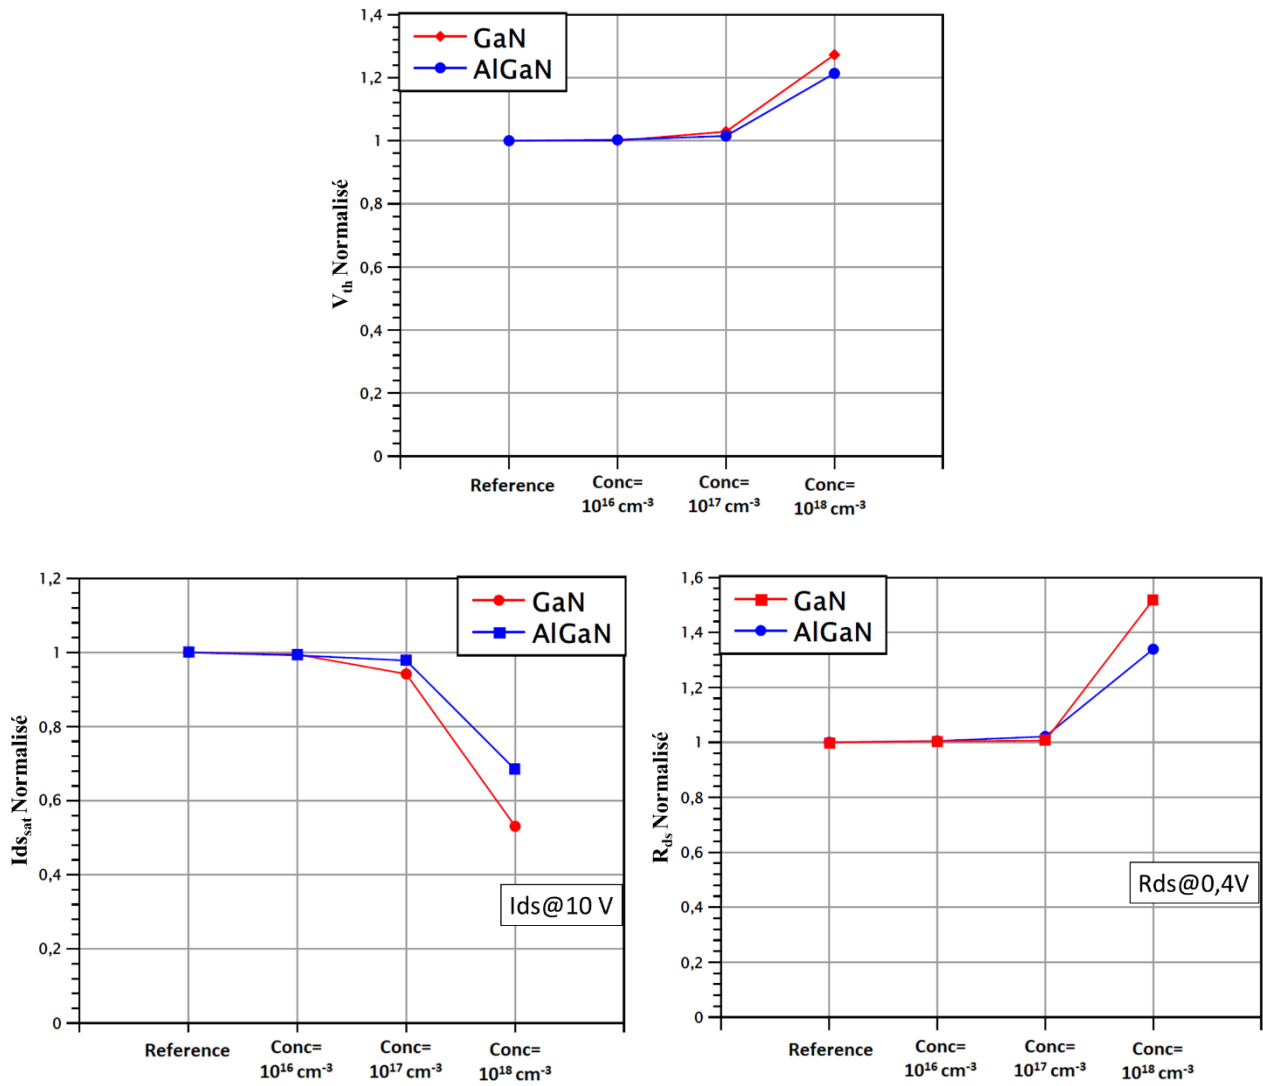 GaN
AlGaN
1,4
1,2
1
0,8
0,6
0,4
0,2
0
V_th Normalisé
Reference
Conc=
10¹⁶ cm⁻³
Conc=
10¹⁷ cm⁻³
Conc=
10¹⁸ cm⁻³
GaN
AlGaN
1,2
1
0,8
0,6
0,4
0,2
0
Ids_sat Normalisé
Ids@10 V
Reference
Conc=
10¹⁶ cm⁻³
Conc=
10¹⁷ cm⁻³
Conc=
10¹⁸ cm⁻³
GaN
AlGaN
1,6
1,4
1,2
1
0,8
0,6
0,4
0,2
0
R_ds Normalisé
Rds@0,4V
Reference
Conc=
10¹⁶ cm⁻³
Conc=
10¹⁷ cm⁻³
Conc=
10¹⁸ cm⁻³